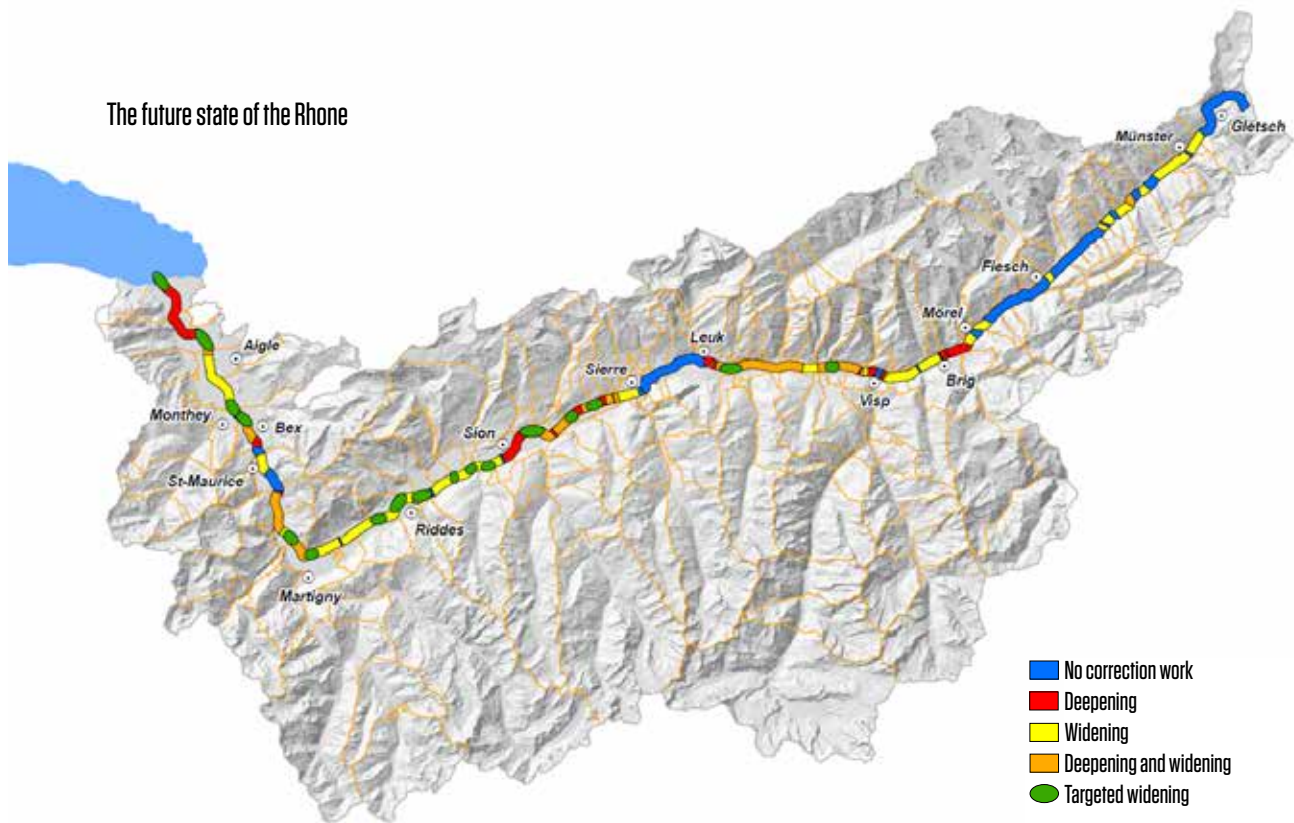 The future state of the Rhone
Gletsch
Münster
Fiesch
Mörel
Leuk
Sierre
Brig
Visp
Aigle
Monthey
Bex
Sion
St-Maurice
Riddes
Martigny
No correction work
Deepening
Widening
Deepening and widening
Targeted widening